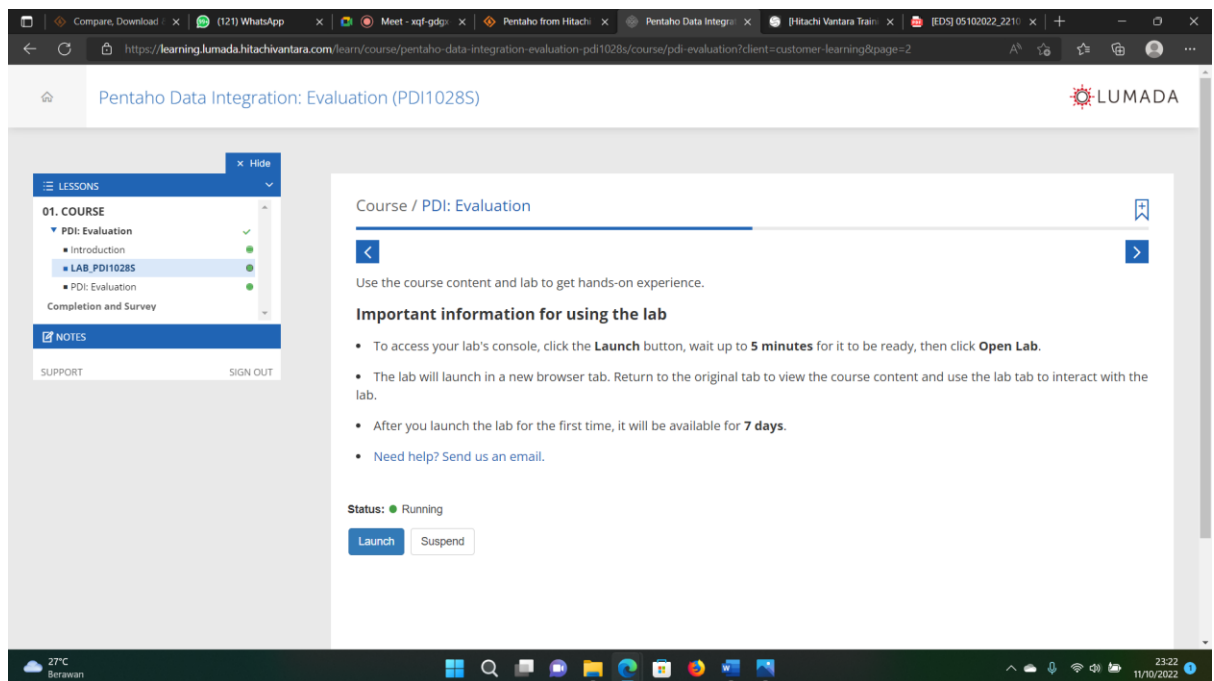 Compare, Download &
(121) WhatsApp
Meet - xqf-gdgx
Pentaho from Hitachi
Pentaho Data Integrat
[Hitachi Vantara Traini
[EDS] 05102022_2210
https://learning.lumada.hitachivantara.com/learn/course/pentaho-data-integration-evaluation-pdi1028s/course/pdi-evaluation?client=customer-learning&page=2
Pentaho Data Integration: Evaluation (PDI1028S)
LUMADA
× Hide
LESSONS
01. COURSE
PDI: Evaluation
Introduction
LAB_PDI1028S
PDI: Evaluation
Completion and Survey
NOTES
SUPPORT SIGN OUT
Course / PDI: Evaluation
Use the course content and lab to get hands-on experience.
Important information for using the lab
• To access your lab's console, click the Launch button, wait up to 5 minutes for it to be ready, then click Open Lab.
• The lab will launch in a new browser tab. Return to the original tab to view the course content and use the lab tab to interact with the
lab.
• After you launch the lab for the first time, it will be available for 7 days.
• Need help? Send us an email.
Status: Running
Launch Suspend
27°C
Berawan
23:22
11/10/2022
1